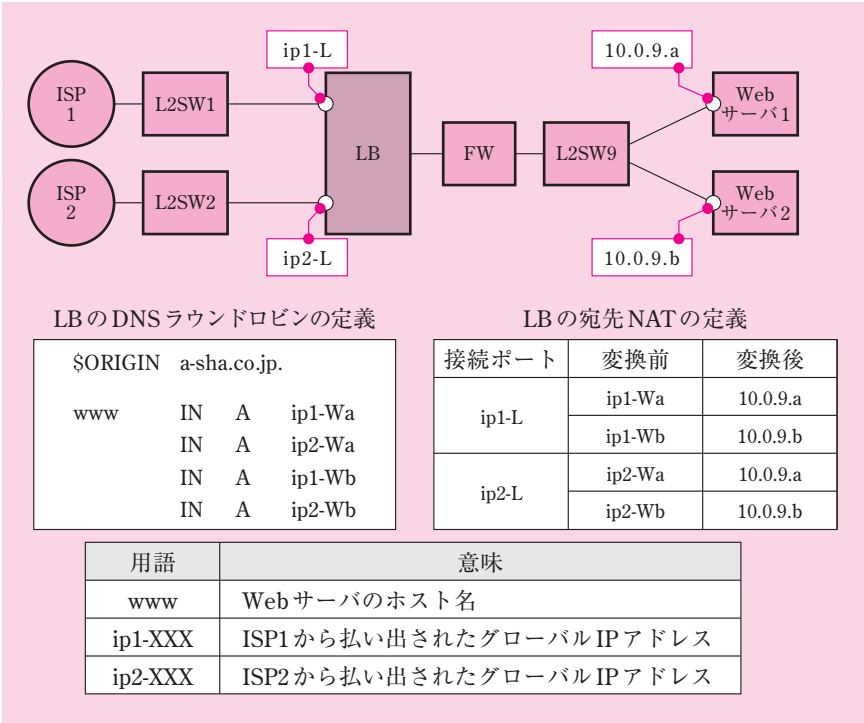 ip1-L
10.0.9.a
ISP
1
L2SW1
LB
FW
L2SW9
Web
サーバ1
ISP
2
L2SW2
Web
サーバ2
ip2-L
10.0.9.b
LBのDNSラウンドロビンの定義
$ORIGIN a-sha.co.jp.
www IN A ip1-Wa
IN A ip2-Wa
IN A ip1-Wb
IN A ip2-Wb
LBの宛先NATの定義
接続ポート 変換前 変換後
ip1-L ip1-Wa 10.0.9.a
ip1-Wb 10.0.9.b
ip2-L ip2-Wa 10.0.9.a
ip2-Wb 10.0.9.b
用語 意味
www Webサーバのホスト名
ip1-XXX ISP1から払い出されたグローバルIPアドレス
ip2-XXX ISP2から払い出されたグローバルIPアドレス